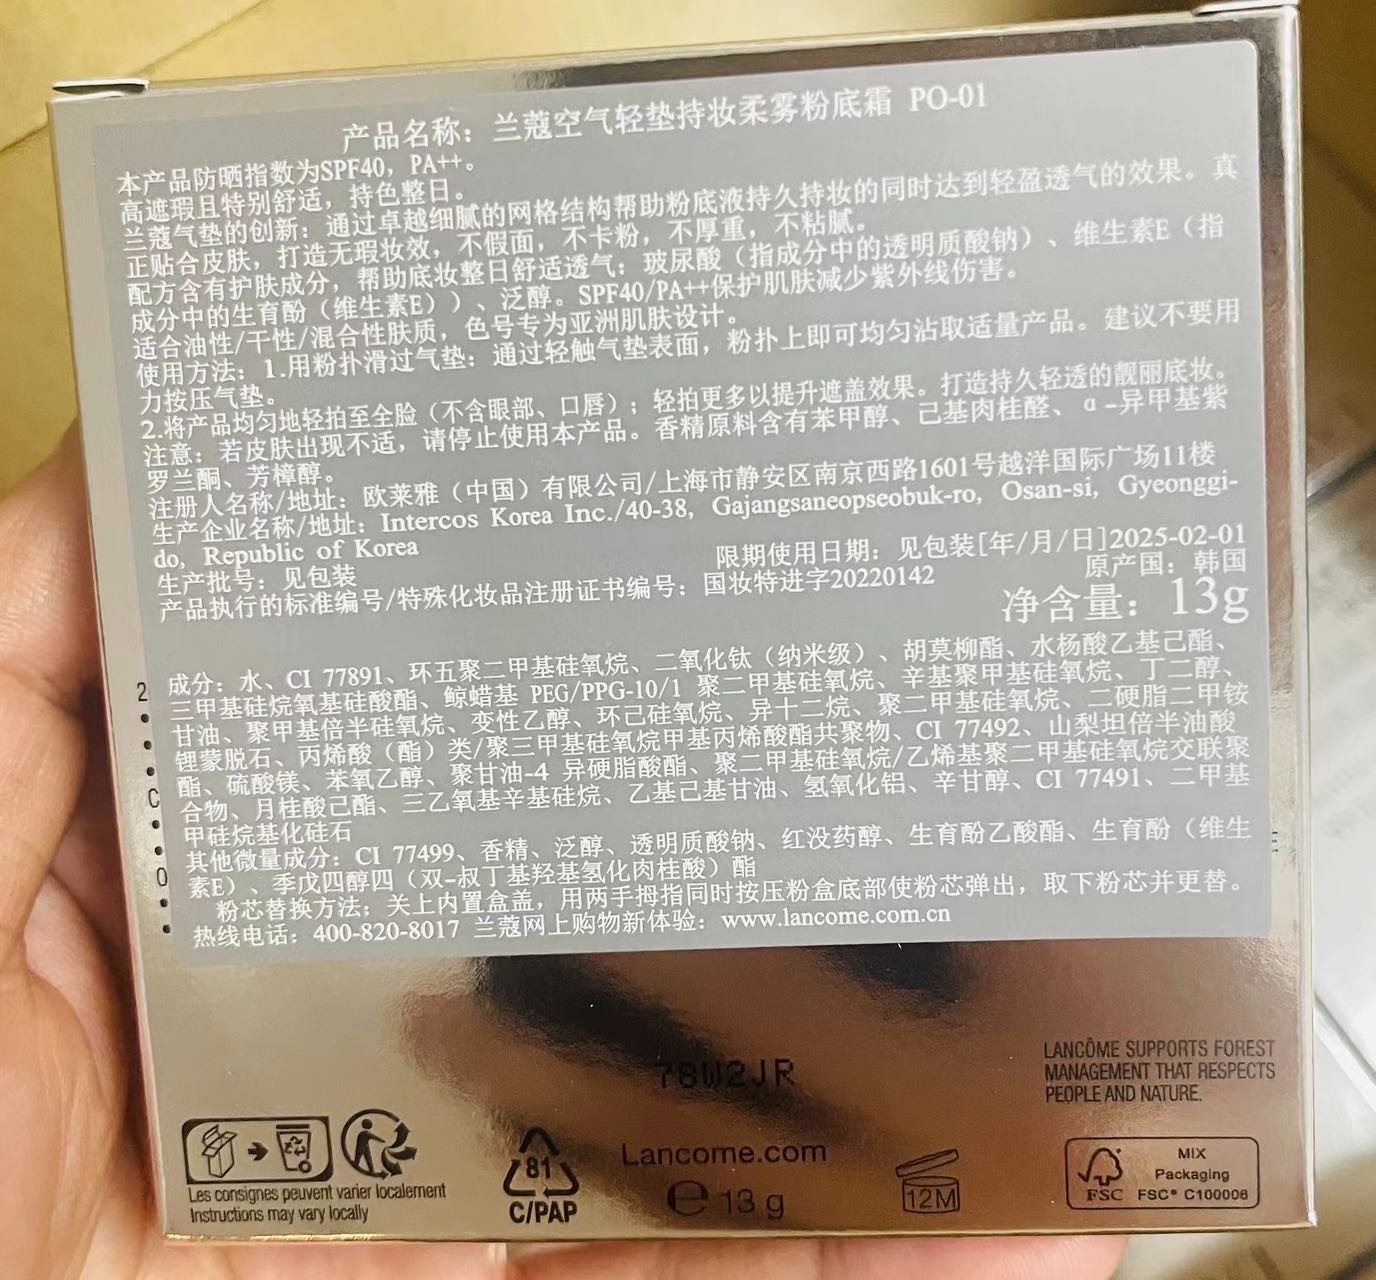 产品名称：兰蔻空气轻垫持妆柔雾粉底霜 PO-01
本产品防晒指数为SPF40，PA++。
高遮瑕且特别舒适，持色整日。
兰蔻气垫的创新：通过卓越细腻的网格结构帮助粉底液持久持妆的同时达到轻盈透气的效果。真
正贴合皮肤，打造无瑕妆效，不假面，不卡粉，不厚重，不粘腻。
配方含有护肤成分，帮助底妆整日舒适透气：玻尿酸（指成分中的透明质酸钠）、维生素E（指
成分中的生育酚（维生素E））、泛醇。SPF40/PA++保护肌肤减少紫外线伤害。
适合油性/干性/混合性肤质，色号专为亚洲肌肤设计。
使用方法：1.用粉扑滑过气垫：通过轻触气垫表面，粉扑上即可均匀沾取适量产品。建议不要用
力按压气垫。
2.将产品均匀地轻拍至全脸（不含眼部、口唇）；轻拍更多以提升遮盖效果。打造持久轻透的靓丽底妆。
注意：若皮肤出现不适，请停止使用本产品。香精原料含有苯甲醇、己基肉桂醛、α-异甲基紫
罗兰酮、芳樟醇。
注册人名称/地址：欧莱雅（中国）有限公司/上海市静安区南京西路1601号越洋国际广场11楼
生产企业名称/地址：Intercos Korea Inc./40-38, Gajangsaneopseobuk-ro, Osan-si, Gyeonggi-
do, Republic of Korea
限期使用日期：见包装[年/月/日]2025-02-01
生产批号：见包装
原产国：韩国
产品执行的标准编号/特殊化妆品注册证书编号：国妆特进字20220142
净含量：13g
成分：水、CI 77891、环五聚二甲基硅氧烷、二氧化钛（纳米级）、胡莫柳酯、水杨酸乙基己酯、
三甲基硅烷氧基硅酸酯、鲸蜡基 PEG/PPG-10/1 聚二甲基硅氧烷、辛基聚甲基硅氧烷、丁二醇、
甘油、聚甲基倍半硅氧烷、变性乙醇、环己硅氧烷、异十二烷、聚二甲基硅氧烷、二硬脂二甲铵
锂蒙脱石、丙烯酸（酯）类/聚三甲基硅氧烷甲基丙烯酸酯共聚物、CI 77492、山梨坦倍半油酸
酯、硫酸镁、苯氧乙醇、聚甘油-4 异硬脂酸酯、聚二甲基硅氧烷/乙烯基聚二甲基硅氧烷交联聚
合物、月桂酸己酯、三乙氧基辛基硅烷、乙基己基甘油、氢氧化铝、辛甘醇、CI 77491、二甲基
甲硅烷基化硅石
其他微量成分：CI 77499、香精、泛醇、透明质酸钠、红没药醇、生育酚乙酸酯、生育酚（维生
素E）、季戊四醇四（双-叔丁基羟基氢化肉桂酸）酯
粉芯替换方法：关上内置盒盖，用两手拇指同时按压粉盒底部使粉芯弹出，取下粉芯并更替。
热线电话：400-820-8017 兰蔻网上购物新体验：www.lancome.com.cn
2
C
O
78W2JR
LANCÔME SUPPORTS FOREST
MANAGEMENT THAT RESPECTS
PEOPLE AND NATURE.
Les consignes peuvent varier localement
Instructions may vary locally
81
C/PAP
Lancome.com
℮ 13 g
12M
FSC
MIX
Packaging
FSC® C100006